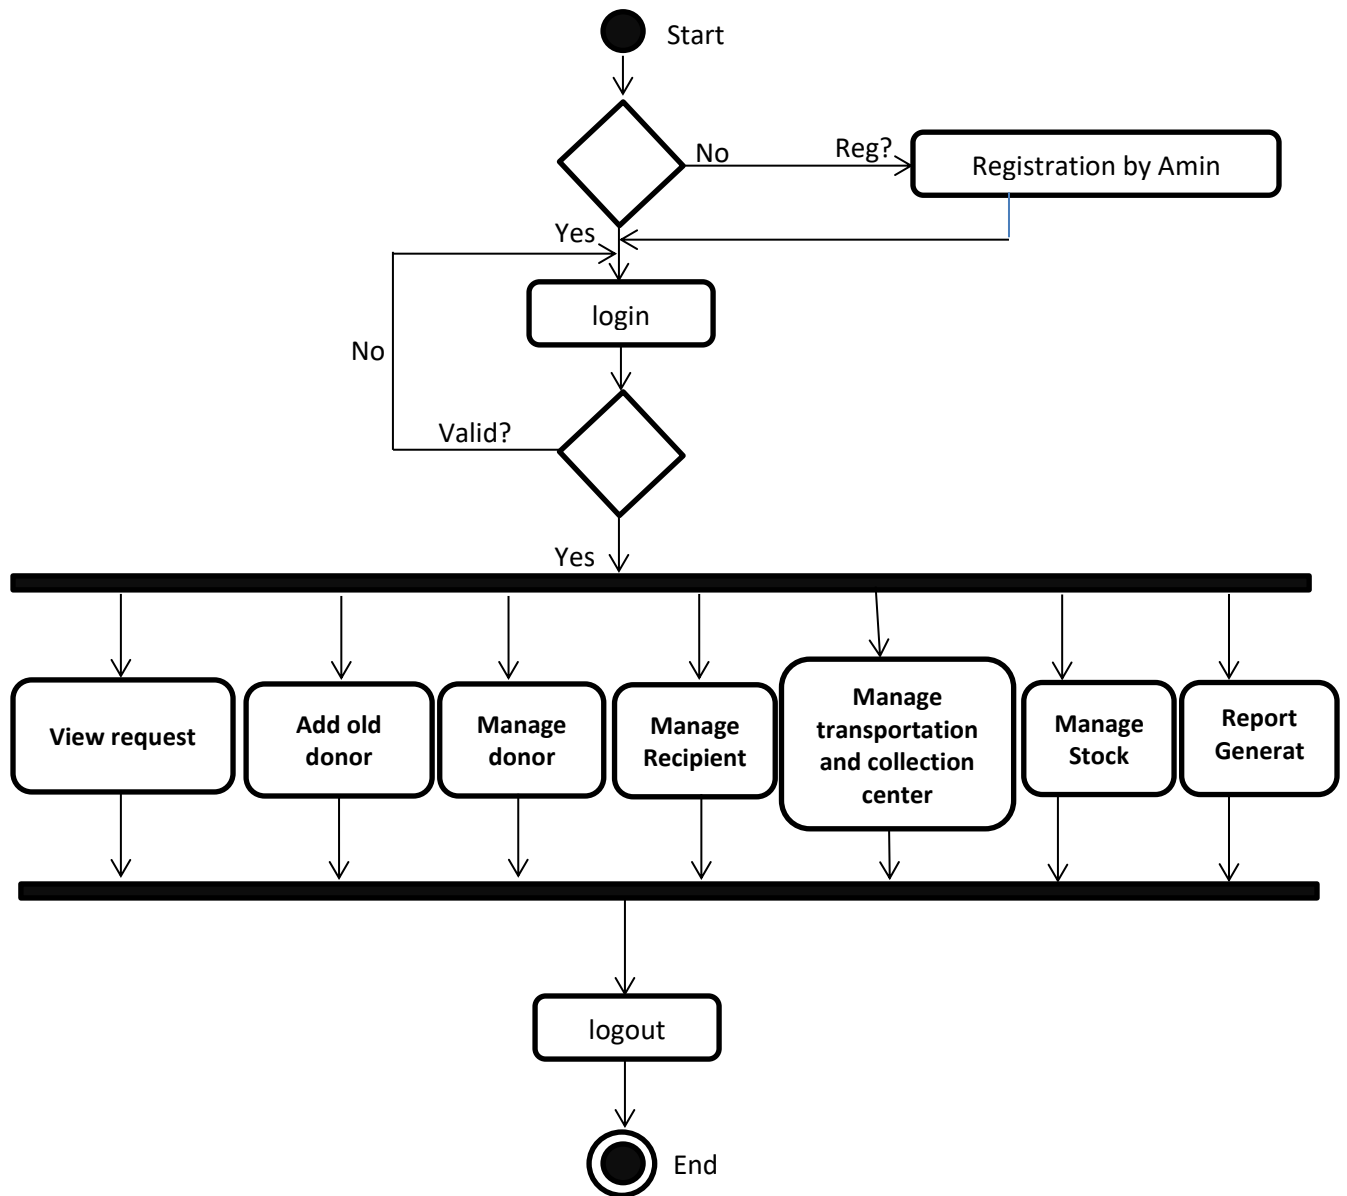 Start
No
Reg?
Registration by Amin
Yes
login
No
Valid?
Yes
View request
Add old
donor
Manage
donor
Manage
Recipient
Manage
transportation
and collection
center
Manage
Stock
Report
Generat
logout
End